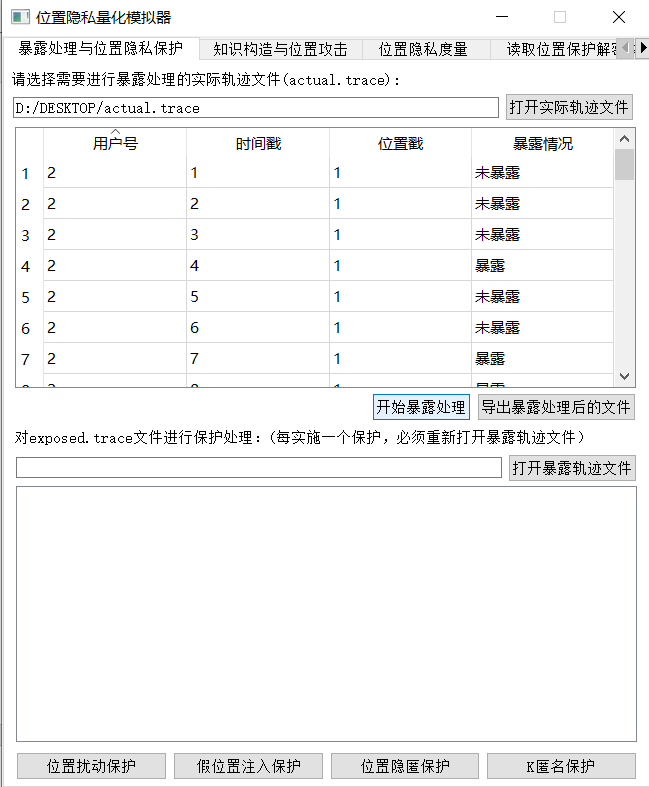 位置隐私量化模拟器
暴露处理与位置隐私保护 知识构造与位置攻击 位置隐私度量 读取位置保护解
请选择需要进行暴露处理的实际轨迹文件(actual.trace):
D:/DESKTOP/actual.trace 打开实际轨迹文件
用户号 时间戳 位置戳 暴露情况
1 2 1 1 未暴露
2 2 2 1 未暴露
3 2 3 1 未暴露
4 2 4 1 暴露
5 2 5 1 未暴露
6 2 6 1 未暴露
7 2 7 1 暴露
开始暴露处理 导出暴露处理后的文件
对exposed.trace文件进行保护处理：(每实施一个保护，必须重新打开暴露轨迹文件）
打开暴露轨迹文件
位置扰动保护 假位置注入保护 位置隐匿保护 K匿名保护